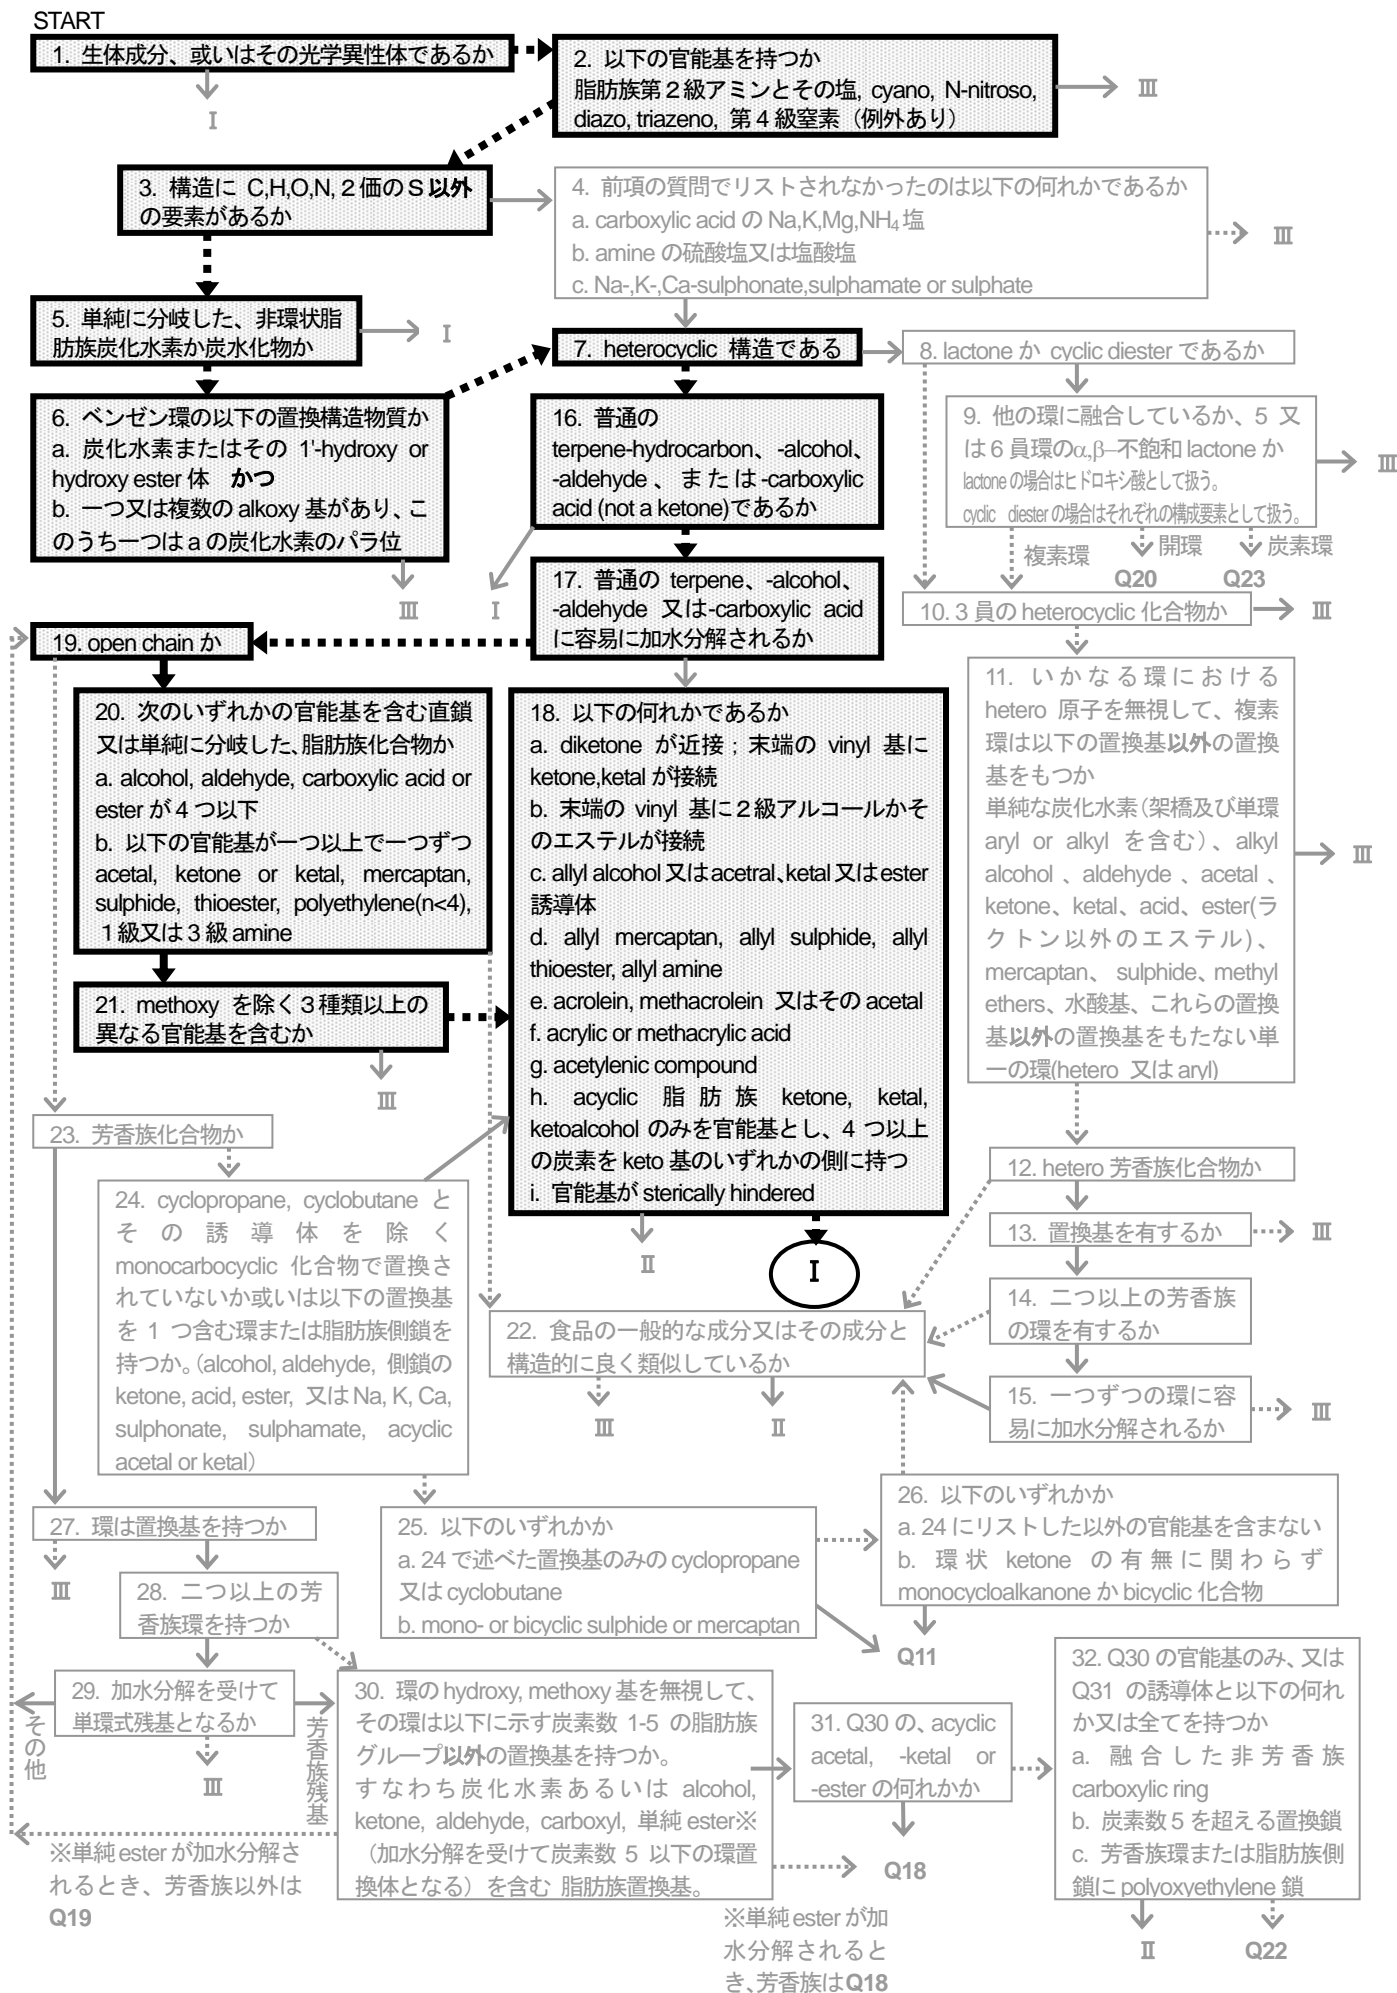 START
1. 生体成分、或いはその光学異性体であるか
I
2. 以下の官能基を持つか
脂肪族第２級アミンとその塩, cyano, N-nitroso,
diazo, triazeno, 第４級窒素（例外あり）
III
3. 構造に C,H,O,N,２価のＳ以外
の要素があるか
4. 前項の質問でリストされなかったのは以下の何れかであるか
a. carboxylic acid の Na,K,Mg,NH₄塩
b. amine の硫酸塩又は塩酸塩
c. Na-,K-,Ca-sulphonate,sulphamate or sulphate
III
5. 単純に分岐した、非環状脂
肪族炭化水素か炭水化物か
I
6. ベンゼン環の以下の置換構造物質か
a. 炭化水素またはその 1'-hydroxy or
hydroxy ester 体　かつ
b. 一つ又は複数の alkoxy 基があり、こ
のうち一つは a の炭化水素のパラ位
III
7. heterocyclic 構造である
8. lactone か cyclic diester であるか
9. 他の環に融合しているか、５又
は６員環のα,β–不飽和 lactone か
lactone の場合はヒドロキシ酸として扱う。
cyclic diester の場合はそれぞれの構成要素として扱う。
III
複素環
開環
炭素環
Q20
Q23
10. 3 員の heterocyclic 化合物か
III
16. 普通の
terpene-hydrocarbon、-alcohol、
-aldehyde、または-carboxylic
acid (not a ketone)であるか
I
17. 普通の terpene、-alcohol、
-aldehyde 又は-carboxylic acid
に容易に加水分解されるか
19. open chain か
20. 次のいずれかの官能基を含む直鎖
又は単純に分岐した、脂肪族化合物か
a. alcohol, aldehyde, carboxylic acid or
ester が４つ以下
b. 以下の官能基が一つ以上で一つずつ
acetal, ketone or ketal, mercaptan,
sulphide, thioester, polyethylene(n<4),
１級又は３級 amine
21. methoxy を除く３種類以上の
異なる官能基を含むか
III
18. 以下の何れかであるか
a. diketone が近接；末端の vinyl 基に
ketone,ketal が接続
b. 末端の vinyl 基に２級アルコールかそ
のエステルが接続
c. allyl alcohol 又は acetral,ketal 又は ester
誘導体
d. allyl mercaptan, allyl sulphide, allyl
thioester, allyl amine
e. acrolein, methacrolein 又はその acetal
f. acrylic or methacrylic acid
g. acetylenic compound
h. acyclic 脂肪族 ketone, ketal,
ketoalcohol のみを官能基とし、４つ以上
の炭素を keto 基のいずれかの側に持つ
i. 官能基が sterically hindered
II
I
11. いかなる環における
hetero 原子を無視して、複素
環は以下の置換基以外の置換
基をもつか
単純な炭化水素（架橋及び単環
aryl or alkyl を含む）、alkyl
alcohol、aldehyde、acetal、
ketone、ketal、acid、ester(ラ
クトン以外のエステル)、
mercaptan、sulphide、methyl
ethers、水酸基、これらの置換
基以外の置換基をもたない単
一の環(hetero 又は aryl)
III
12. hetero 芳香族化合物か
13. 置換基を有するか
III
14. 二つ以上の芳香族
の環を有するか
15. 一つずつの環に容
易に加水分解されるか
III
22. 食品の一般的な成分又はその成分と
構造的に良く類似しているか
III
II
23. 芳香族化合物か
24. cyclopropane, cyclobutane と
その誘導体を除く
monocarbocyclic 化合物で置換さ
れていないか或いは以下の置換基
を 1 つ含む環または脂肪族側鎖を
持つか。（alcohol, aldehyde, 側鎖の
ketone, acid, ester, 又は Na, K, Ca,
sulphonate, sulphamate, acyclic
acetal or ketal）
25. 以下のいずれかか
a. 24 で述べた置換基のみの cyclopropane
又は cyclobutane
b. mono- or bicyclic sulphide or mercaptan
26. 以下のいずれかか
a. 24 にリストした以外の官能基を含まない
b. 環状 ketone の有無に関わらず
monocycloalkanone か bicyclic 化合物
Q11
27. 環は置換基を持つか
III
28. 二つ以上の芳
香族環を持つか
29. 加水分解を受けて
単環式残基となるか
その他
芳香族残基
III
30. 環の hydroxy, methoxy 基を無視して、
その環は以下に示す炭素数 1-5 の脂肪族
グループ以外の置換基を持つか。
すなわち炭化水素あるいは alcohol,
ketone, aldehyde, carboxyl, 単純 ester※
（加水分解を受けて炭素数 5 以下の環置
換体となる）を含む 脂肪族置換基。
※単純 ester が加水分解さ
れるとき、芳香族以外は
Q19
31. Q30 の、acyclic
acetal, -ketal or
-ester の何れかか
Q18
※単純 ester が加
水分解されると
き、芳香族は Q18
32. Q30 の官能基のみ、又は
Q31 の誘導体と以下の何れ
か又は全てを持つか
a. 融合した非芳香族
carboxylic ring
b. 炭素数５を超える置換鎖
c. 芳香族環または脂肪族側
鎖に polyoxyethylene 鎖
II
Q22